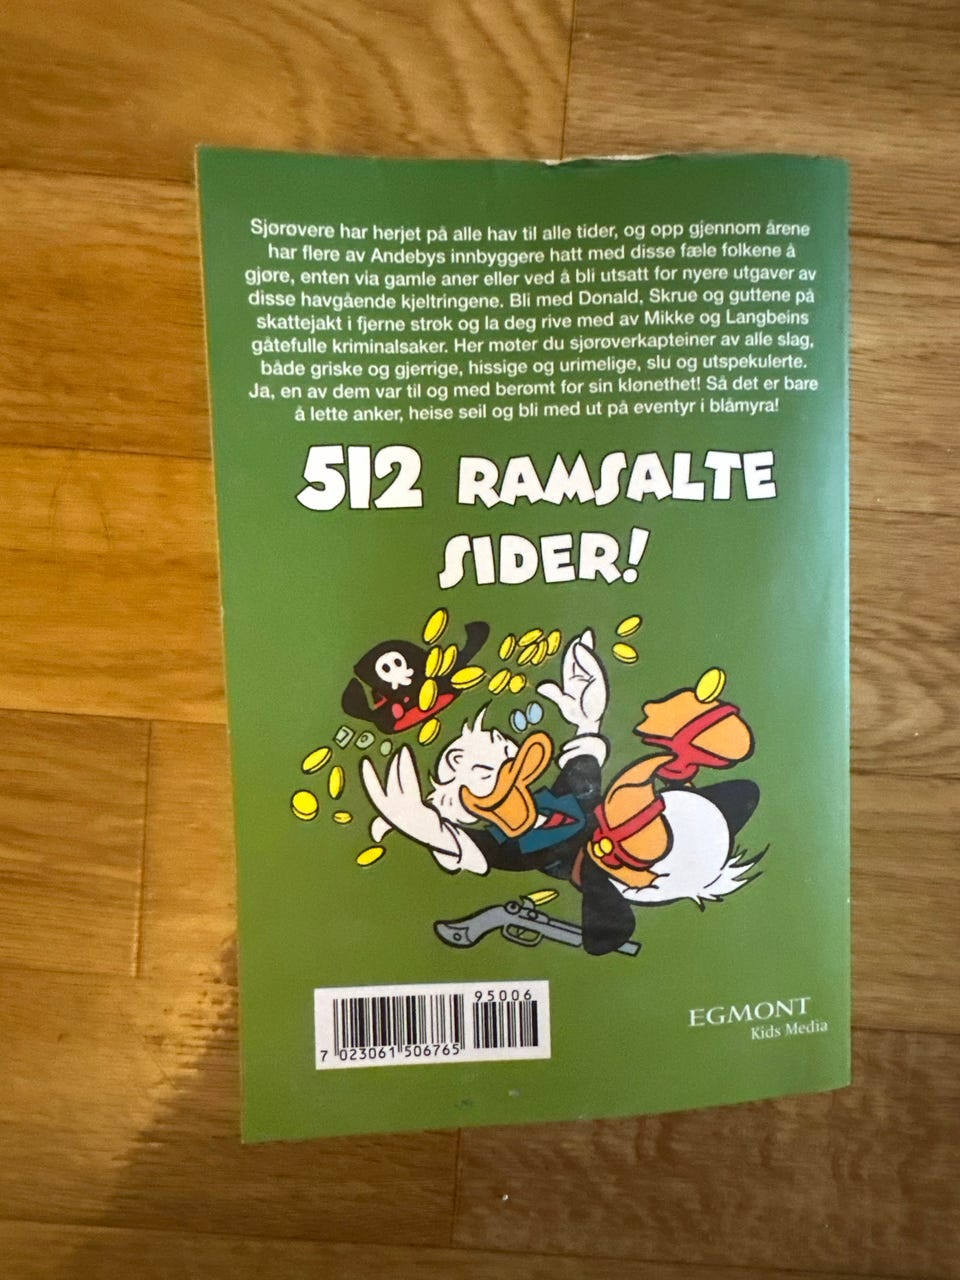 Sjørøvere har herjet på alle hav til alle tider, og opp gjennom årene
har flere av Andebys innbyggere hatt med disse fæle folkene å
gjøre, enten via gamle aner eller ved å bli utsatt for nyere utgaver av
disse havgående kjeltringene. Bli med Donald, Skrue og guttene på
skattejakt i fjerne strøk og la deg rive med av Mikke og Langbeins
gåtefulle kriminalsaker. Her møter du sjørøverkapteiner av alle slag,
både griske og gjerrige, hissige og urimelige, slu og utspekulerte.
Ja, en av dem var til og med berømt for sin klønethet! Så det er bare
å lette anker, heise seil og bli med ut på eventyr i blåmyra!
512 RAMSALTE
SIDER!
95006
7 023061 506765
EGMONT
Kids Media